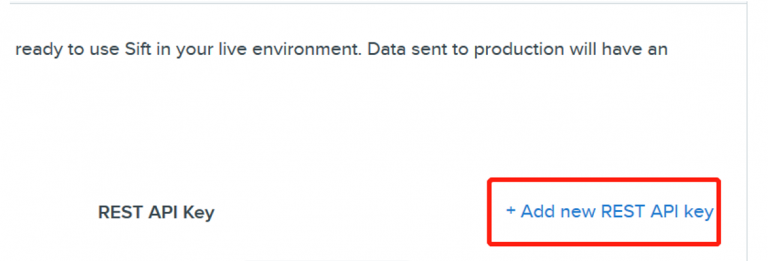 ready to use Sift in your live environment. Data sent to production will have an
REST API Key
+ Add new REST API key